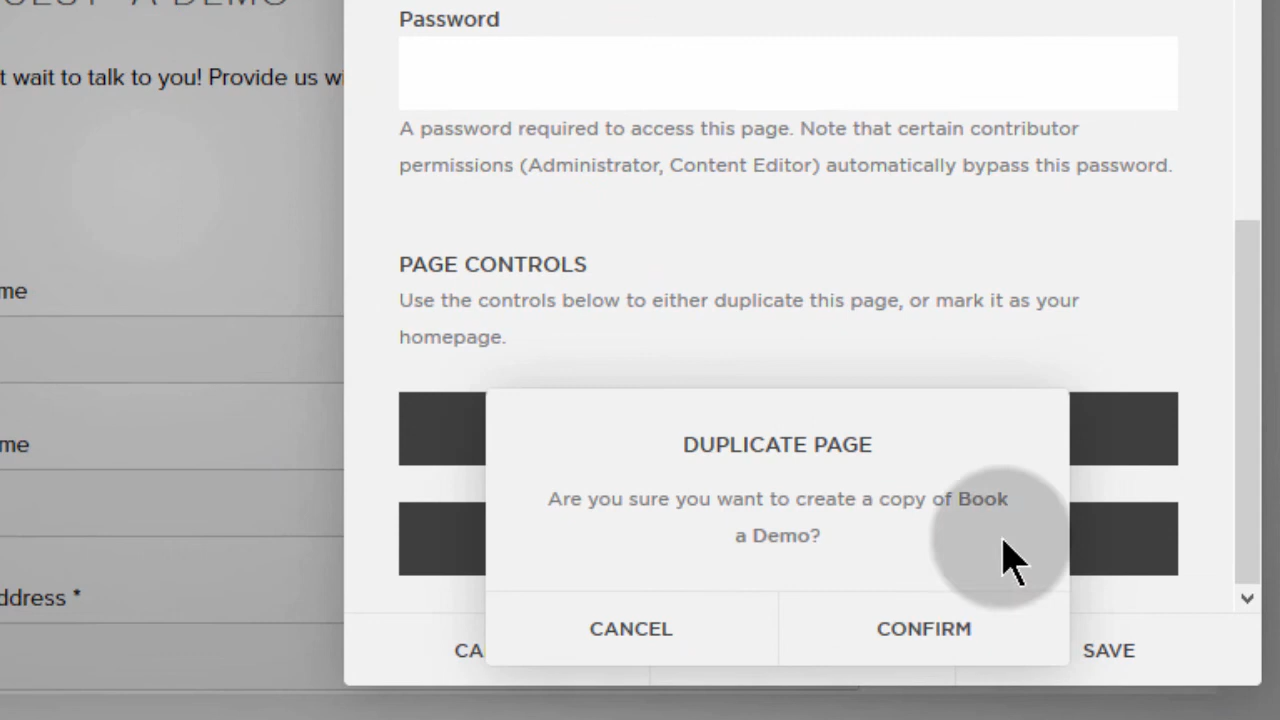 A DEMO
Password
t wait to talk to you! Provide us
A password required to access this page. Note that certain contributor
permissions (Administrator, Content Editor) automatically bypass this password.
PAGE CONTROLS
me
Use the controls below to either duplicate this page, or mark it as your
homepage.
me
DUPLICATE PAGE
Are you sure you want to create a copy of Book
a Demo?
ddress *
CANCEL
CONFIRM
CA
SAVE